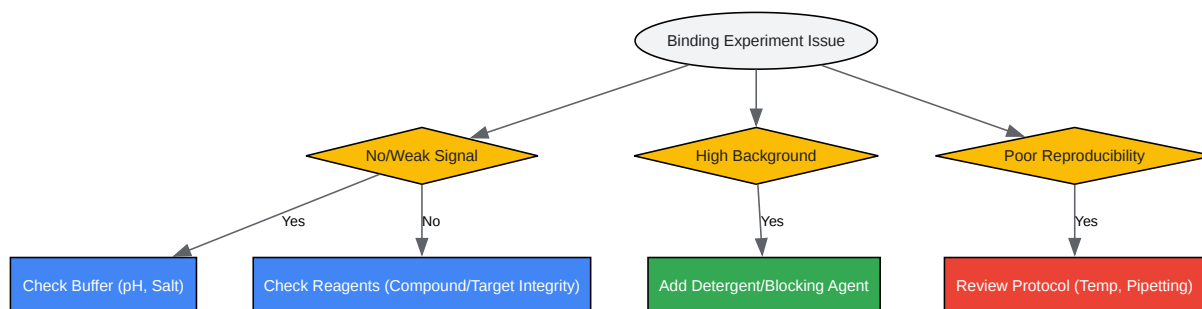 Binding Experiment Issue
No/Weak Signal
High Background
Poor Reproducibility
Yes
No
Yes
Yes
Check Buffer (pH, Salt)
Check Reagents (Compound/Target Integrity)
Add Detergent/Blocking Agent
Review Protocol (Temp, Pipetting)